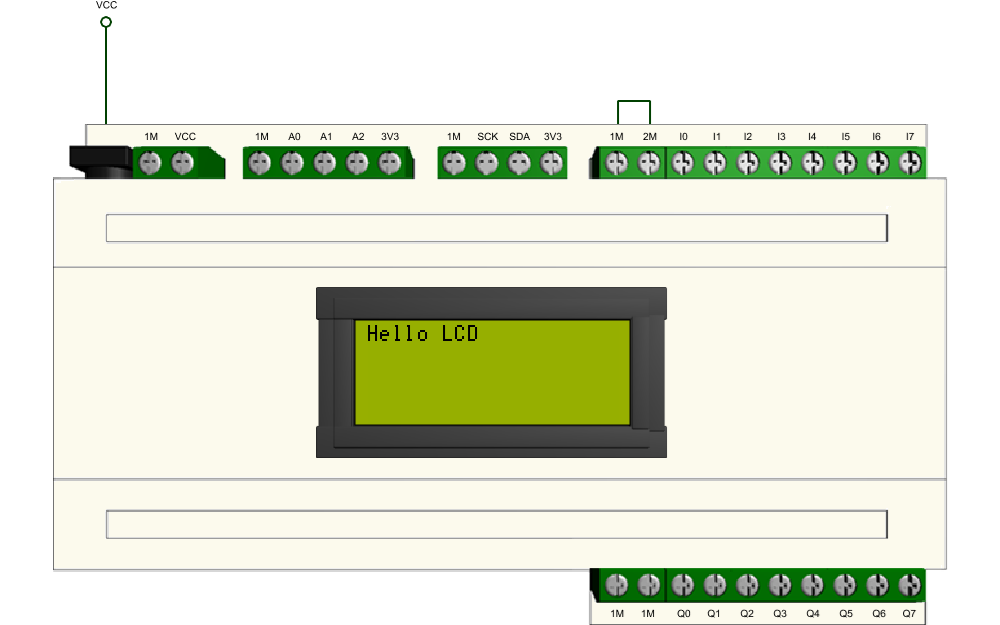 VCC
1M VCC 1M A0 A1 A2 3V3 1M SCK SDA 3V3 1M 2M I0 I1 I2 I3 I4 I5 I6 I7
Hello LCD
1M 1M Q0 Q1 Q2 Q3 Q4 Q5 Q6 Q7